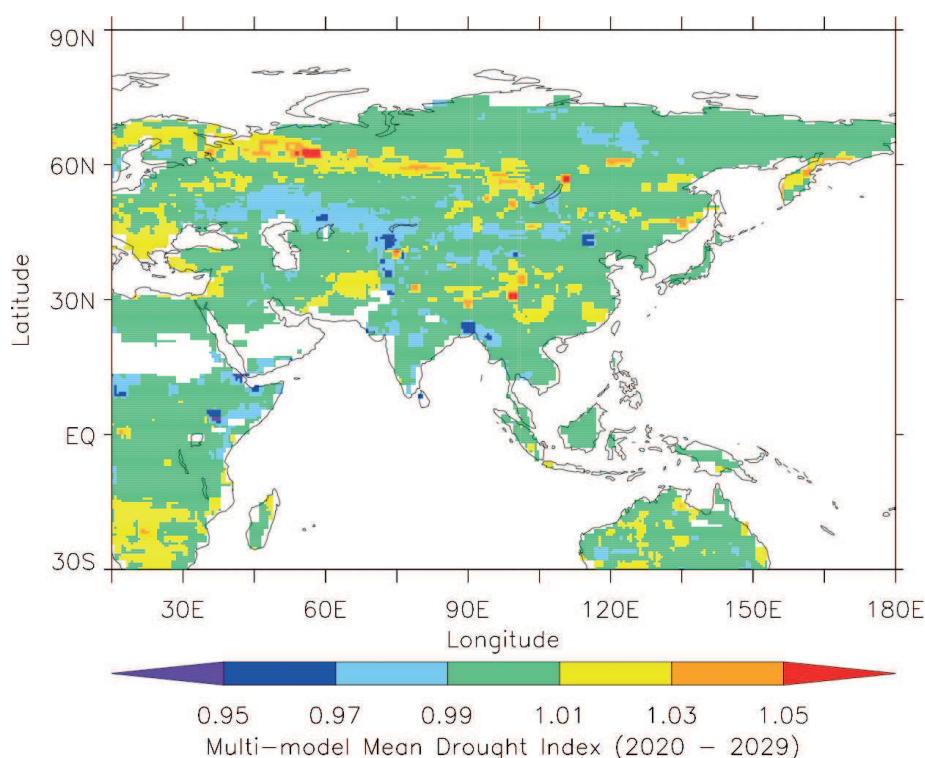 90N
60N
30N
EQ
30S
Latitude
30E 60E 90E 120E 150E 180E
Longitude
0.95 0.97 0.99 1.01 1.03 1.05
Multi-model Mean Drought Index (2020 - 2029)